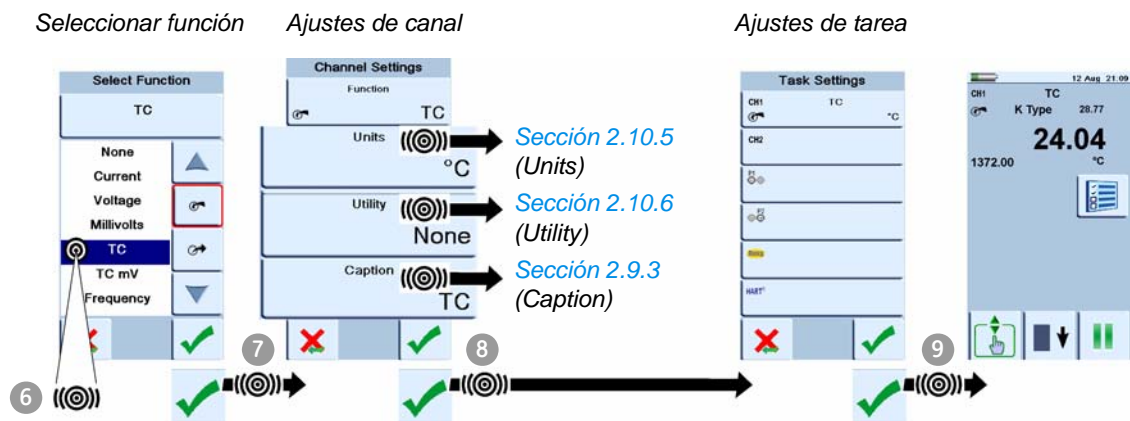 Seleccionar función
Ajustes de canal
Ajustes de tarea
Select Function
TC
None
Current
Voltage
Millivolts
TC
TC mV
Frequency
6
7
Channel Settings
Function
TC
Units
°C
Utility
None
Caption
TC
Sección 2.10.5
(Units)
Sección 2.10.6
(Utility)
Sección 2.9.3
(Caption)
8
Task Settings
CH1 TC
°C
CH2
P1
P2
HART
9
12 Aug 21:09
CH1 TC
K Type 28.77
24.04
1372.00 °C